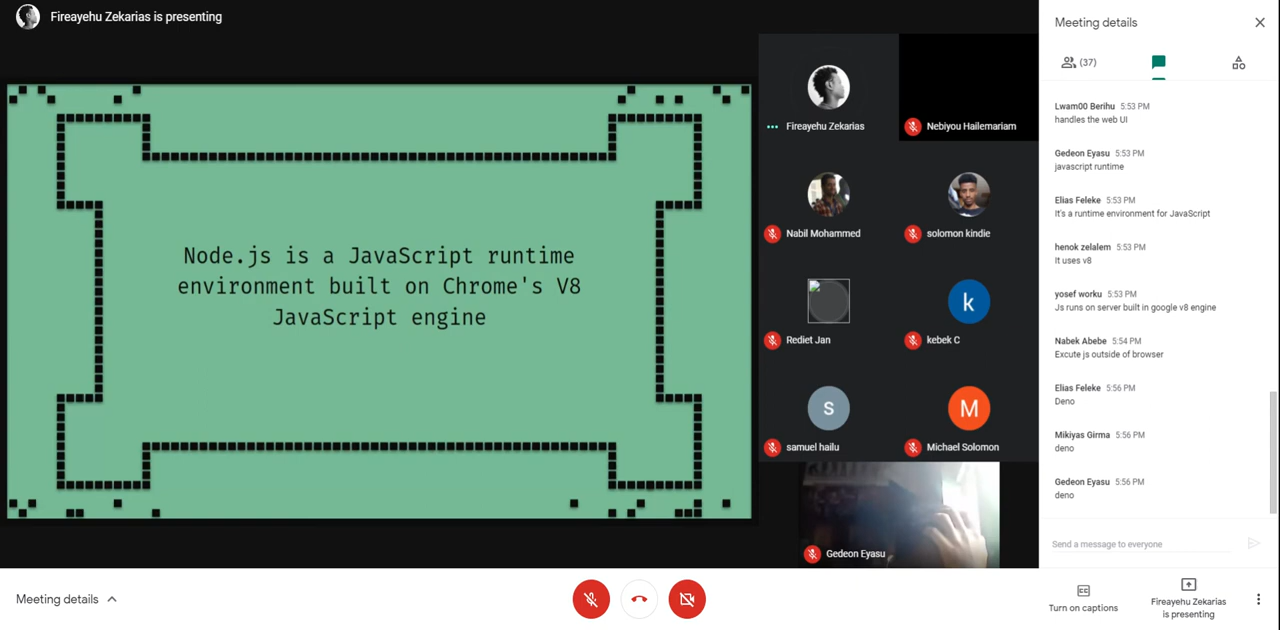 Fireayehu Zekarias is presenting
Node.js is a JavaScript runtime
environment built on Chrome's V8
JavaScript engine
Fireayehu Zekarias
Nebiyou Hailemariam
Nabil Mohammed
solomon kindie
Rediet Jan
k
kebek C
s
samuel hailu
M
Michael Solomon
Gedeon Eyasu
Meeting details
(37)
Lwam00 Berihu 5:53 PM
handles the web UI
Gedeon Eyasu 5:53 PM
javascript runtime
Elias Feleke 5:53 PM
It's a runtime environment for JavaScript
henok zelalem 5:53 PM
It uses v8
yosef worku 5:53 PM
Js runs on server built in google v8 engine
Nabek Abebe 5:54 PM
Excute js outside of browser
Elias Feleke 5:56 PM
Deno
Mikiyas Girma 5:56 PM
deno
Gedeon Eyasu 5:56 PM
deno
Send a message to everyone
Meeting details
CC
Turn on captions
Fireayehu Zekarias
is presenting